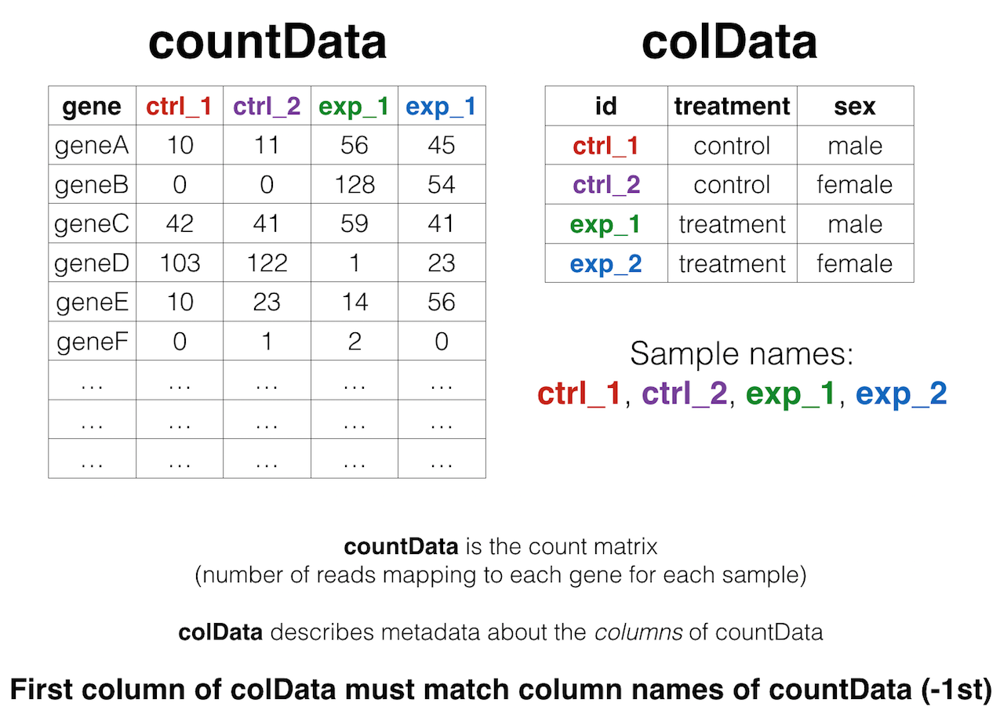 countData
gene ctrl_1 ctrl_2 exp_1 exp_1
geneA 10 11 56 45
geneB 0 0 128 54
geneC 42 41 59 41
geneD 103 122 1 23
geneE 10 23 14 56
geneF 0 1 2 0
... ... ... ... ...
... ... ... ... ...
... ... ... ... ...
colData
id treatment sex
ctrl_1 control male
ctrl_2 control female
exp_1 treatment male
exp_2 treatment female
Sample names:
ctrl_1, ctrl_2, exp_1, exp_2
countData is the count matrix
(number of reads mapping to each gene for each sample)
colData describes metadata about the columns of countData
First column of colData must match column names of countData (-1st)